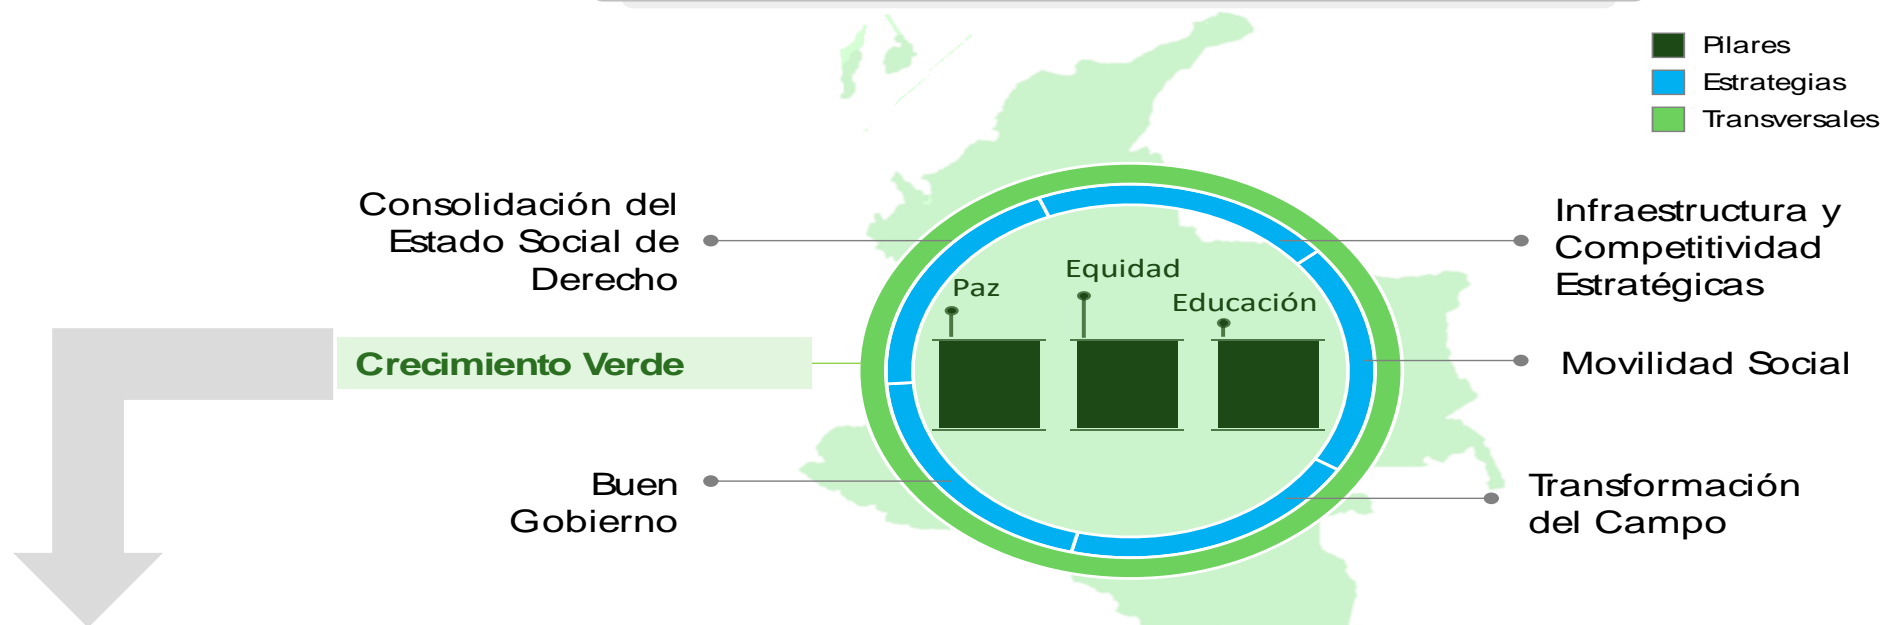 Pilares
Estrategias
Transversales
Consolidación del
Estado Social de
Derecho
Infraestructura y
Competitividad
Estratégicas
Equidad
Paz
Educación
Crecimiento Verde
Movilidad Social
Buen
Gobierno
Transformación
del Campo